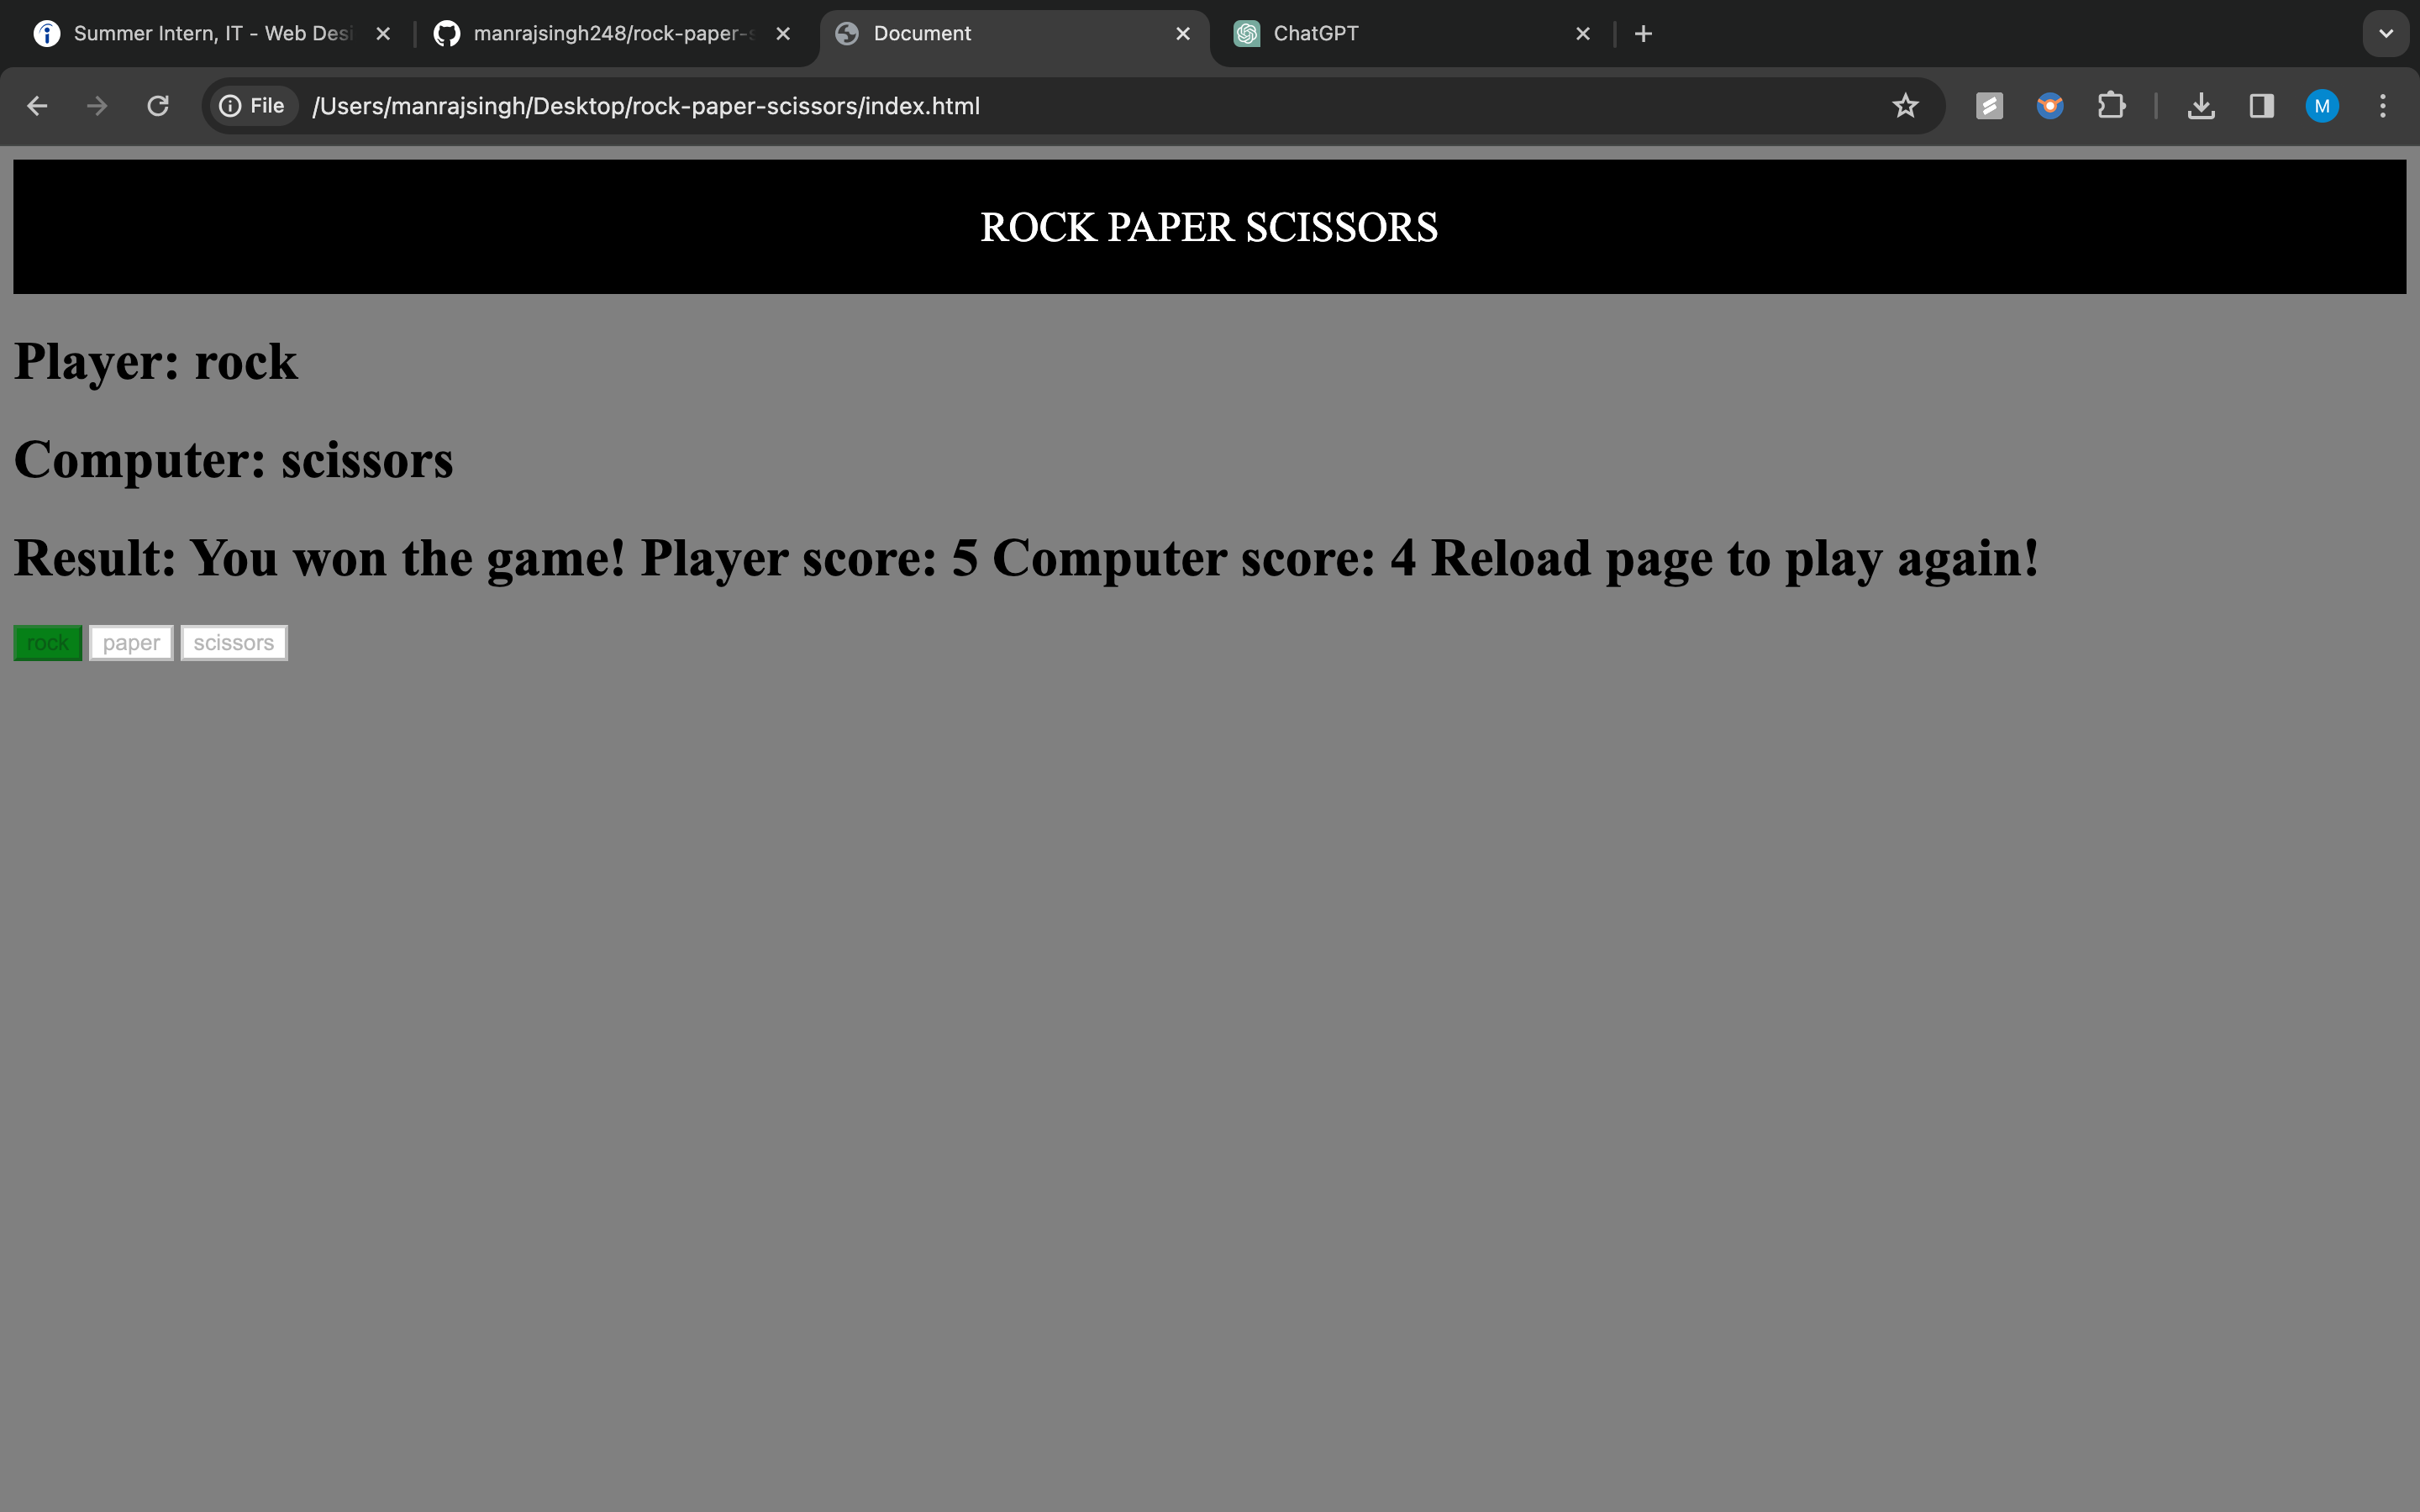 Summer Intern, IT - Web Desi
manrajsingh248/rock-paper-s
Document
ChatGPT
File /Users/manrajsingh/Desktop/rock-paper-scissors/index.html
M
ROCK PAPER SCISSORS
Player: rock
Computer: scissors
Result: You won the game! Player score: 5 Computer score: 4 Reload page to play again!
rock paper scissors